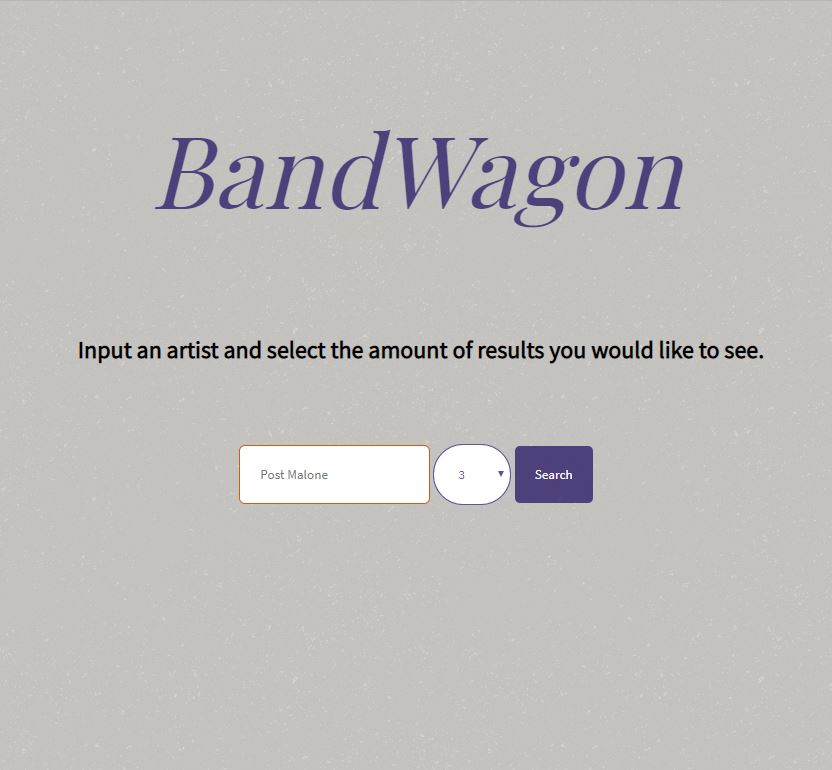 BandWagon
Input an artist and select the amount of results you would like to see.
Post Malone 3 Search